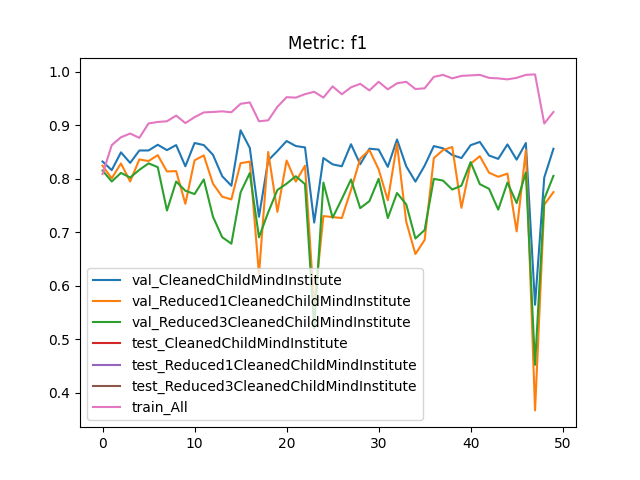 Metric: f1
1.0
0.9
0.8
0.7
0.6
0.5
0.4
val_CleanedChildMindInstitute
val_Reduced1CleanedChildMindInstitute
val_Reduced3CleanedChildMindInstitute
test_CleanedChildMindInstitute
test_Reduced1CleanedChildMindInstitute
test_Reduced3CleanedChildMindInstitute
train_All
0 10 20 30 40 50